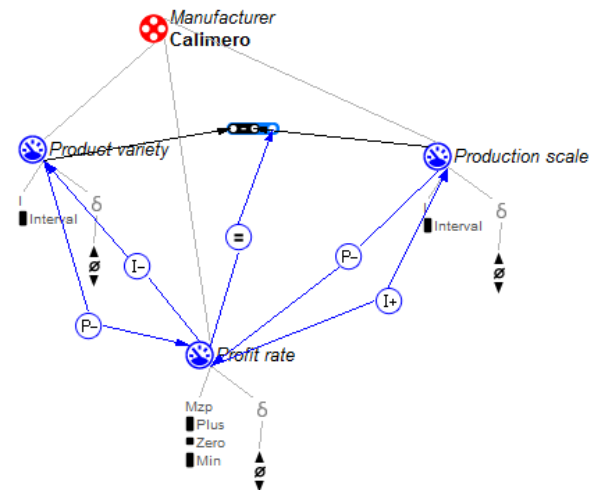 Manufacturer
Calimero
Product variety
Production scale
I
δ
Interval
ø
I
δ
Interval
ø
=
I–
P–
P–
I+
Profit rate
Mzp
δ
Plus
Zero
Min
ø